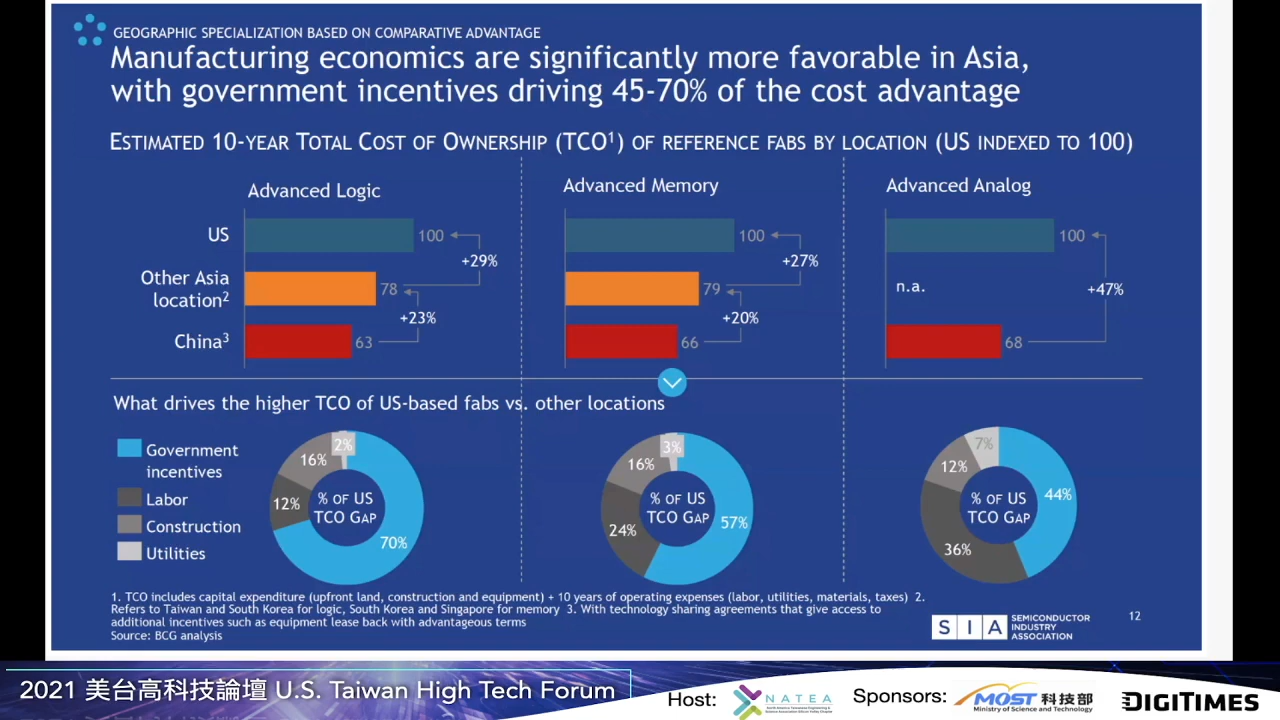 GEOGRAPHIC SPECIALIZATION BASED ON COMPARATIVE ADVANTAGE
Manufacturing economics are significantly more favorable in Asia,
with government incentives driving 45-70% of the cost advantage
ESTIMATED 10-YEAR TOTAL COST OF OWNERSHIP (TCO1) OF REFERENCE FABS BY LOCATION (US INDEXED TO 100)
Advanced Logic
Advanced Memory
Advanced Analog
US
100
+29%
Other Asia
location2
78
+23%
China3
63
100
+27%
79
+20%
66
100
n.a.
+47%
68
What drives the higher TCO of US-based fabs vs. other locations
Government
incentives
Labor
Construction
Utilities
2%
16%
12%
70%
% OF US
TCO GAP
3%
16%
24%
57%
% OF US
TCO GAP
7%
12%
36%
44%
% OF US
TCO GAP
1. TCO includes capital expenditure (upfront land, construction and equipment) + 10 years of operating expenses (labor, utilities, materials, taxes) 2.
Refers to Taiwan and South Korea for logic, South Korea and Singapore for memory 3. With technology sharing agreements that give access to
additional incentives such as equipment lease back with advantageous terms
Source: BCG analysis
SIA
SEMICONDUCTOR
INDUSTRY
ASSOCIATION
12
2021 美台高科技論壇 U.S. Taiwan High Tech Forum
Host:
NATEA
Sponsors:
MOST 科技部
Ministry of Science and Technology
DIGITIMES